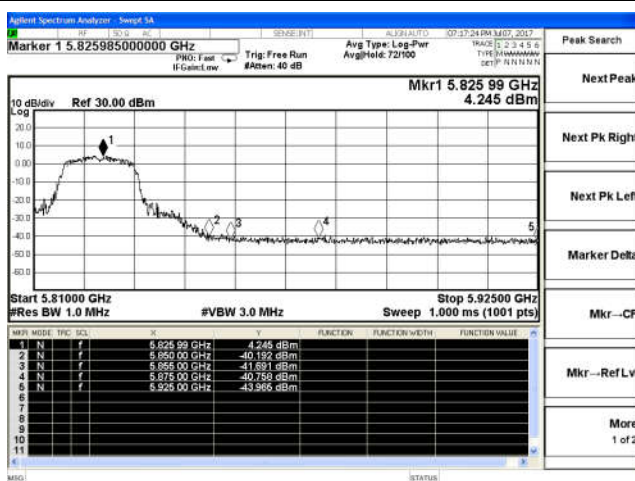 Agilent Spectrum Analyzer - Swept SA
RF 50 Ω AC SENSE:INT ALIGN AUTO 07:17:24 PM Jul 07, 2017
Marker 1 5.825985000000 GHz
PNO: Fast
IFGain:Low
Trig: Free Run
#Atten: 40 dB
Avg Type: Log-Pwr
Avg|Hold: 72/100
TRACE 1 2 3 4 5 6
TYPE
DET P N N N N N
Mkr1 5.825 99 GHz
4.245 dBm
10 dB/div Ref 30.00 dBm
Log
20.0
10.0
0.00
-10.0
-20.0
-30.0
-40.0
-50.0
-60.0
1
2
3
4
5
Start 5.81000 GHz Stop 5.92500 GHz
#Res BW 1.0 MHz #VBW 3.0 MHz Sweep 1.000 ms (1001 pts)
MKR MODE TRC SCL X Y FUNCTION FUNCTION WIDTH FUNCTION VALUE
1 N f 5.825 99 GHz 4.245 dBm
2 N f 5.850 00 GHz -40.192 dBm
3 N f 5.855 00 GHz -41.691 dBm
4 N f 5.875 00 GHz -40.758 dBm
5 N f 5.925 00 GHz -43.965 dBm
6
7
8
9
10
11
MSG STATUS
Peak Search
Next Peak
Next Pk Right
Next Pk Left
Marker Delta
Mkr→CF
Mkr→Ref Lv
More
1 of 2